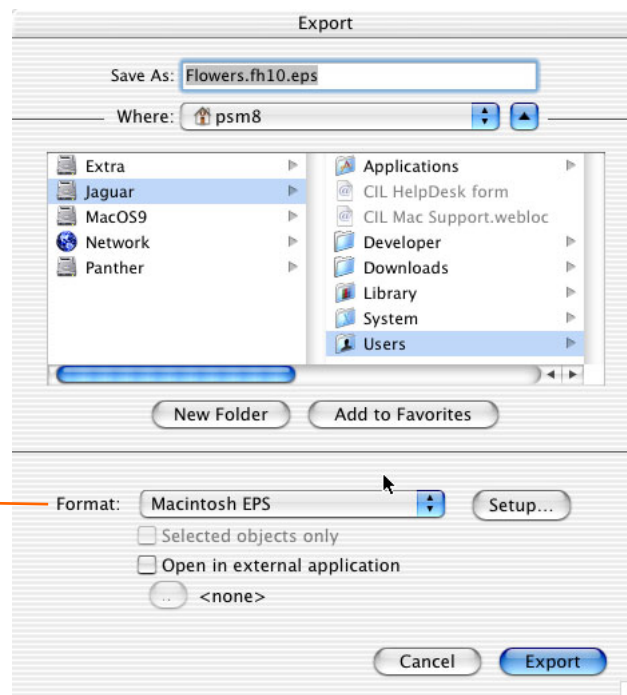 Export
Save As: Flowers.fh10.eps
Where: psm8
Extra
Jaguar
MacOS9
Network
Panther
Applications
CIL HelpDesk form
CIL Mac Support.webloc
Developer
Downloads
Library
System
Users
New Folder Add to Favorites
Format: Macintosh EPS Setup...
Selected objects only
Open in external application
.. <none>
Cancel Export